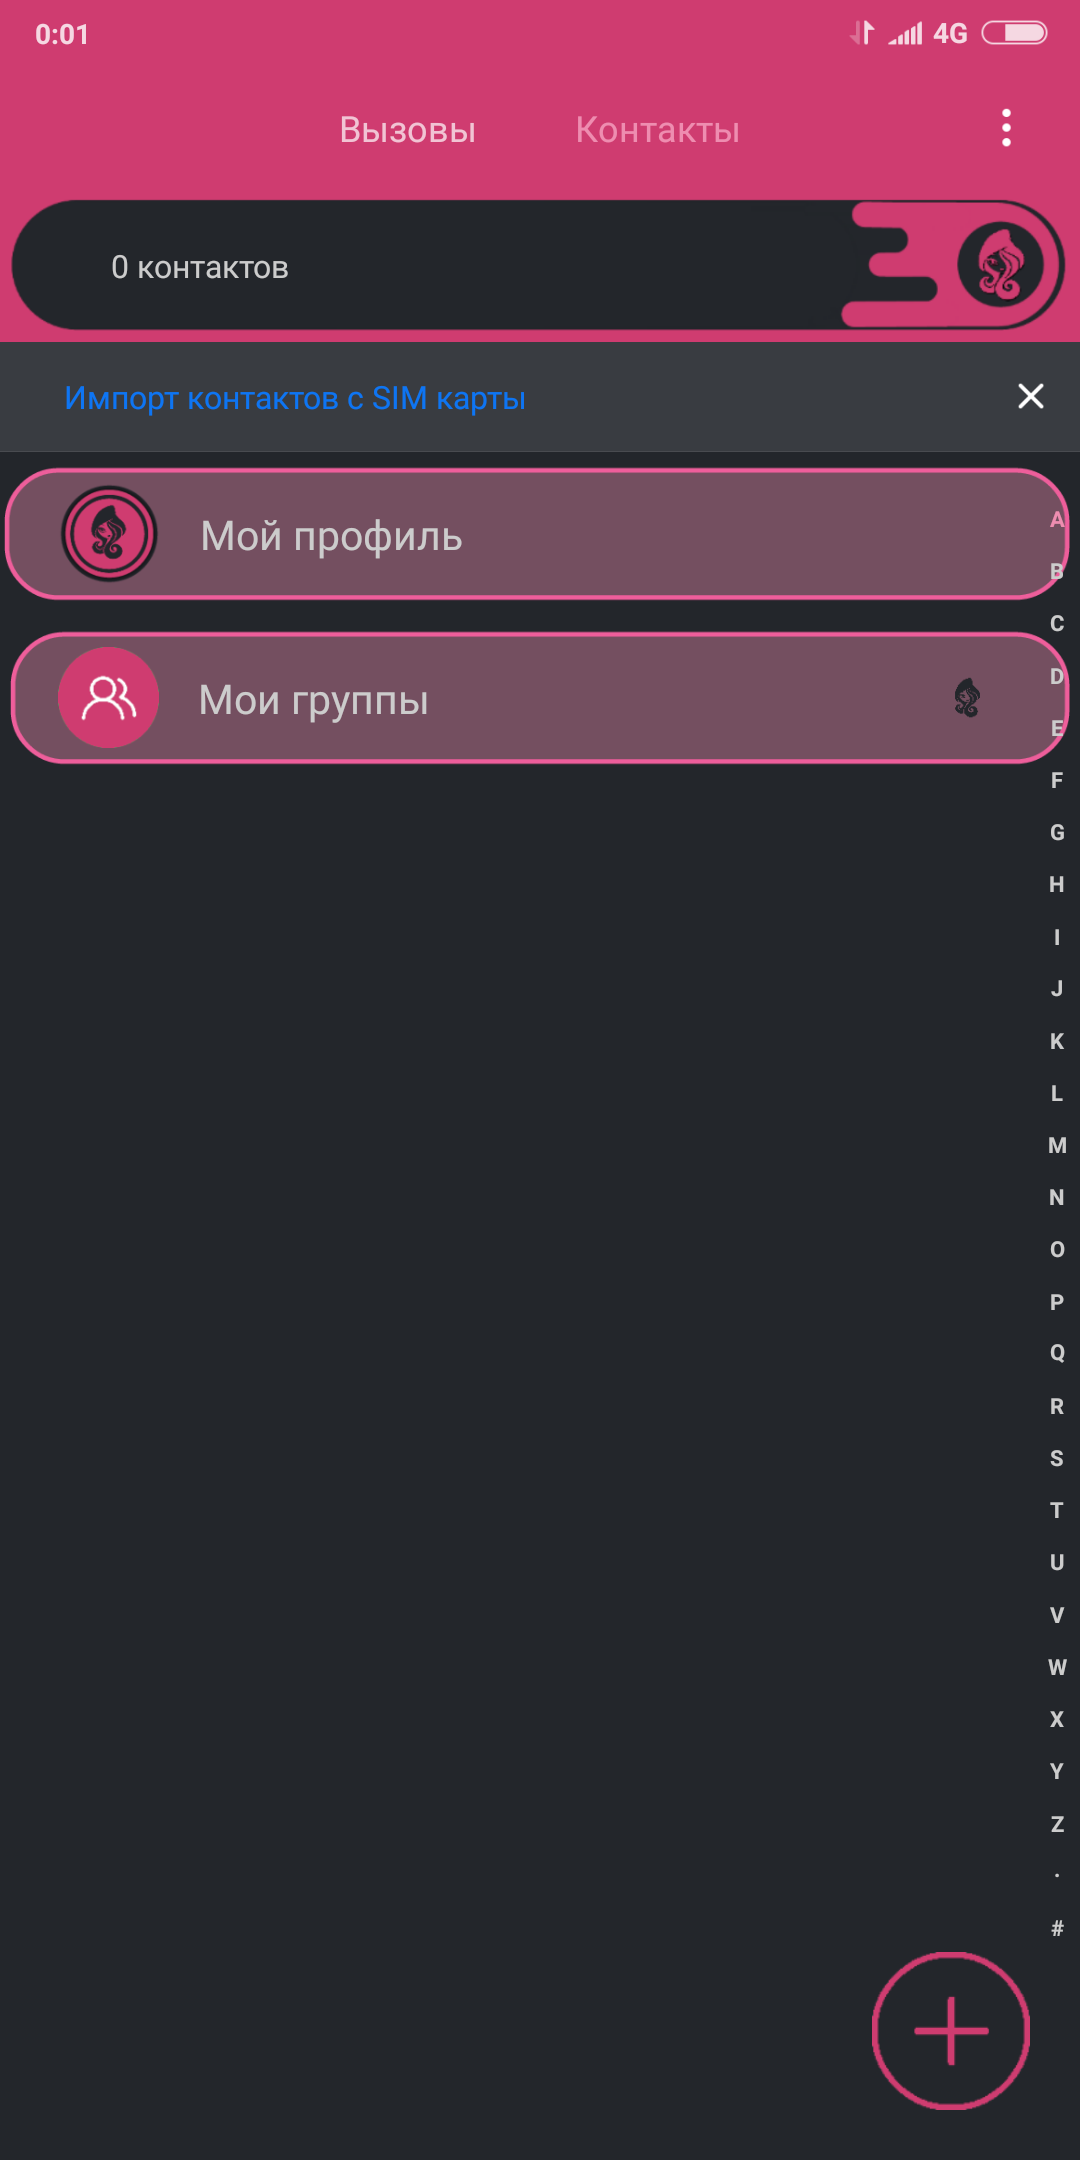 0:01 4G
Вызовы Контакты
0 контактов
Импорт контактов с SIM карты
Мой профиль
Мои группы
A
B
C
D
E
F
G
H
I
J
K
L
M
N
O
P
Q
R
S
T
U
V
W
X
Y
Z
.
#